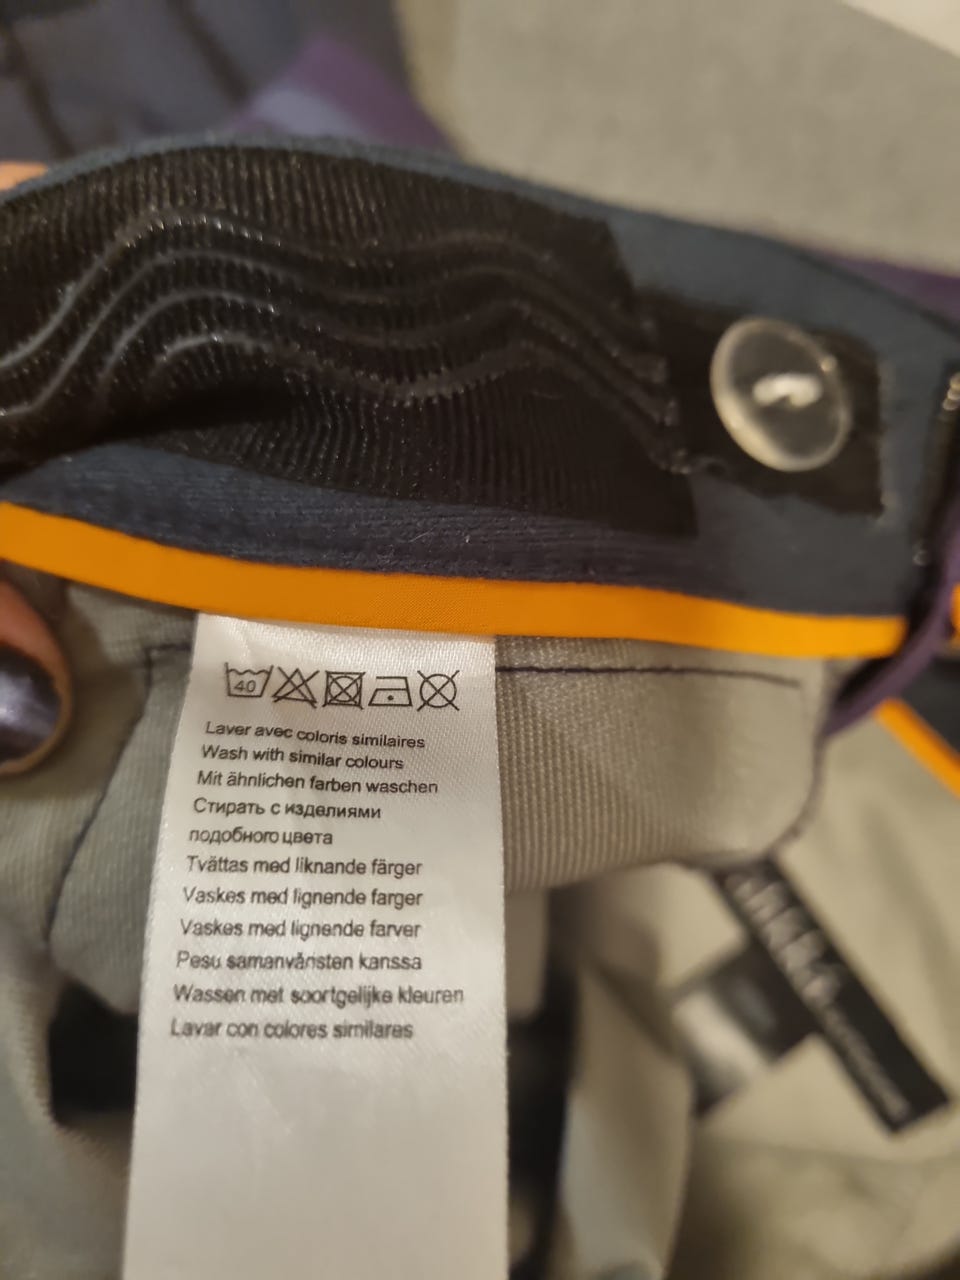 40
Laver avec coloris similaires
Wash with similar colours
Mit ähnlichen farben waschen
Стирать с изделиями
подобного цвета
Tvättas med liknande färger
Vaskes med lignende farger
Vaskes med lignende farver
Pesu samanvånsten kanssa
Wassen met soortgelijke kleuren
Lavar con colores similares